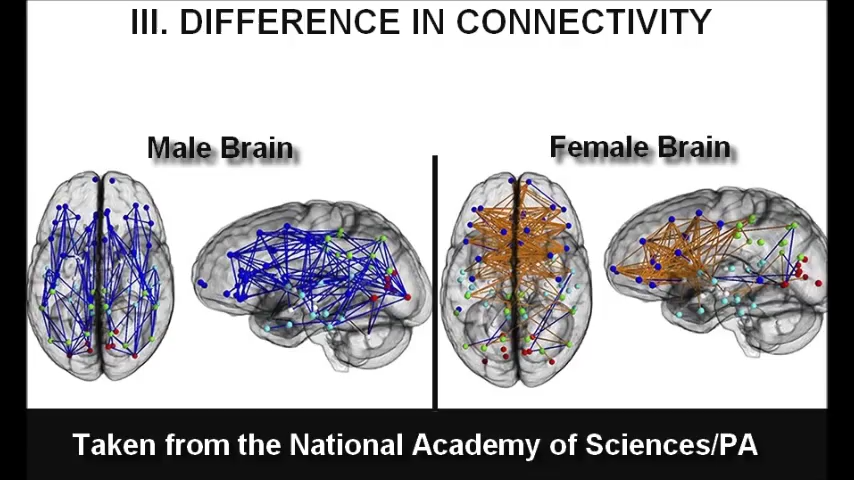 III. DIFFERENCE IN CONNECTIVITY
Male Brain
Female Brain
Taken from the National Academy of Sciences/PA